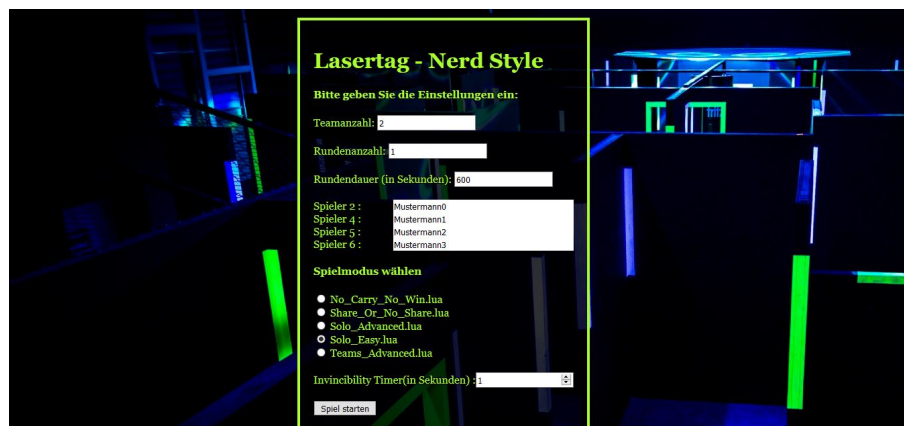 Lasertag - Nerd Style
Bitte geben Sie die Einstellungen ein:
Teamanzahl: 2
Rundenanzahl: 1
Rundendauer (in Sekunden): 600
Spieler 2 : Mustermann0
Spieler 4 : Mustermann1
Spieler 5 : Mustermann2
Spieler 6 : Mustermann3
Spielmodus wählen
No_Carry_No_Win.lua
Share_Or_No_Share.lua
Solo_Advanced.lua
Solo_Easy.lua
Teams_Advanced.lua
Invincibility Timer(in Sekunden) : 1
Spiel starten